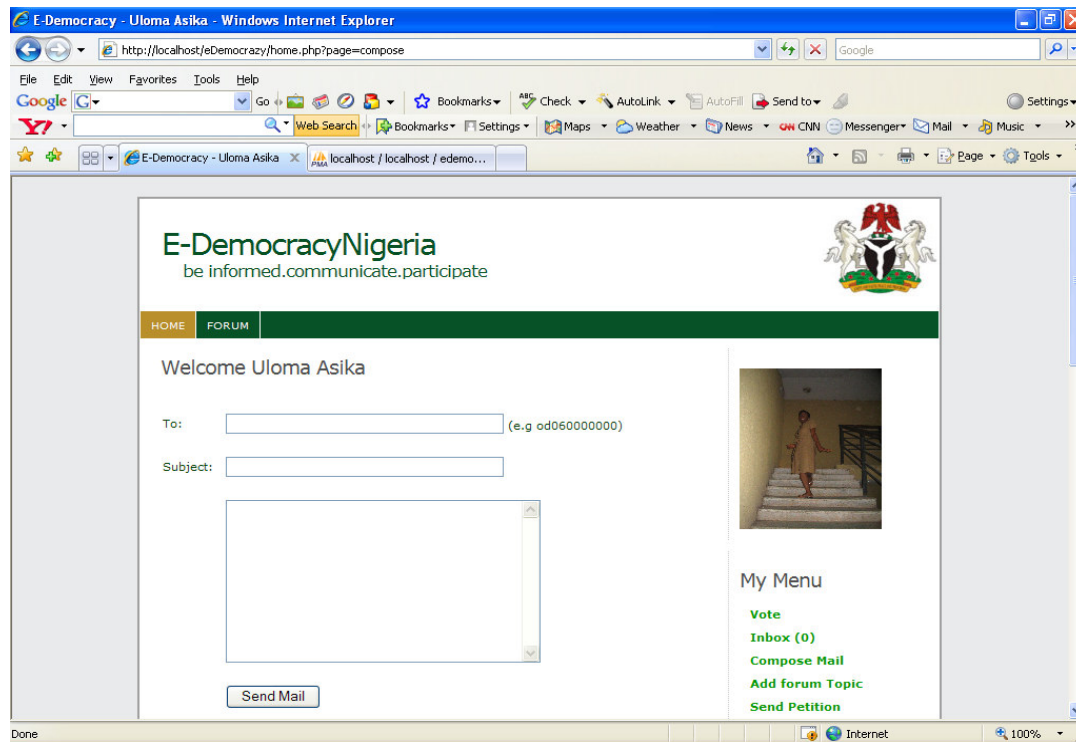 E-Democracy - Uloma Asika - Windows Internet Explorer
http://localhost/eDemocrazy/home.php?page=compose
Google
File Edit View Favorites Tools Help
Google G Go Bookmarks ABC Check AutoLink AutoFill Send to Settings
Y! Web Search Bookmarks Settings Maps Weather News CNN CNN Messenger Mail Music >>
E-Democracy - Uloma Asika X PMA localhost / localhost / edemo... Page Tools
E-DemocracyNigeria
be informed.communicate.participate
HOME FORUM
Welcome Uloma Asika
To: (e.g od060000000)
Subject:
Send Mail
My Menu
Vote
Inbox (0)
Compose Mail
Add forum Topic
Send Petition
Done Internet 100%